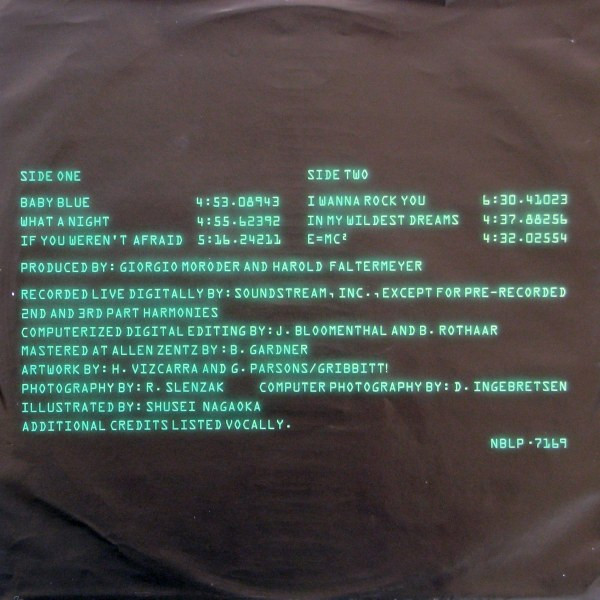 SIDE ONE SIDE TWO
BABY BLUE 4:53.08943 I WANNA ROCK YOU 6:30.41023
WHAT A NIGHT 4:55.62392 IN MY WILDEST DREAMS 4:37.88256
IF YOU WEREN'T AFRAID 5:16.24211 E=MC² 4:32.02554
PRODUCED BY: GIORGIO MORODER AND HAROLD FALTERMEYER
RECORDED LIVE DIGITALLY BY: SOUNDSTREAM, INC., EXCEPT FOR PRE-RECORDED
2ND AND 3RD PART HARMONIES
COMPUTERIZED DIGITAL EDITING BY: J. BLOOMENTHAL AND B. ROTHAAR
MASTERED AT ALLEN ZENTZ BY: B. GARDNER
ARTWORK BY: H. VIZCARRA AND G. PARSONS/GRIBBITT!
PHOTOGRAPHY BY: R. SLENZAK COMPUTER PHOTOGRAPHY BY: D. INGEBRETSEN
ILLUSTRATED BY: SHUSEI NAGAOKA
ADDITIONAL CREDITS LISTED VOCALLY.
NBLP·7169